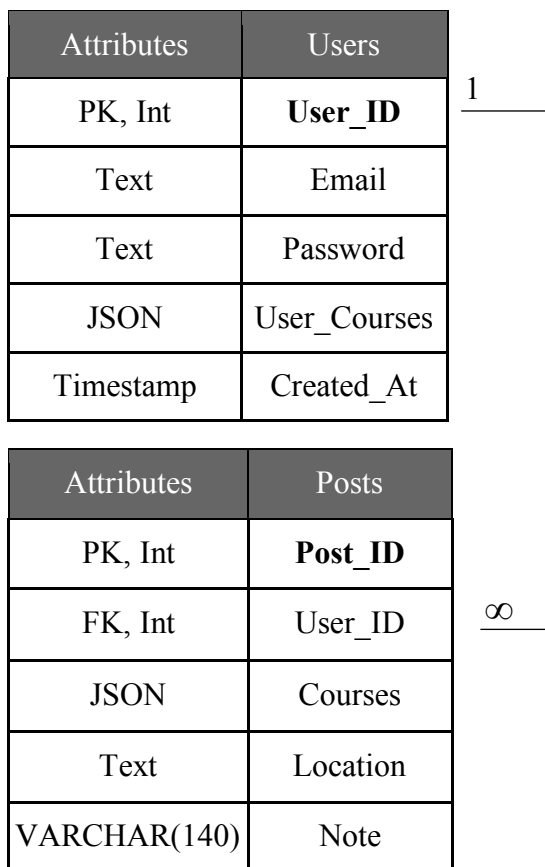 Attributes Users
PK, Int User_ID 1
Text Email
Text Password
JSON User_Courses
Timestamp Created_At
Attributes Posts
PK, Int Post_ID
FK, Int User_ID ∞
JSON Courses
Text Location
VARCHAR(140) Note